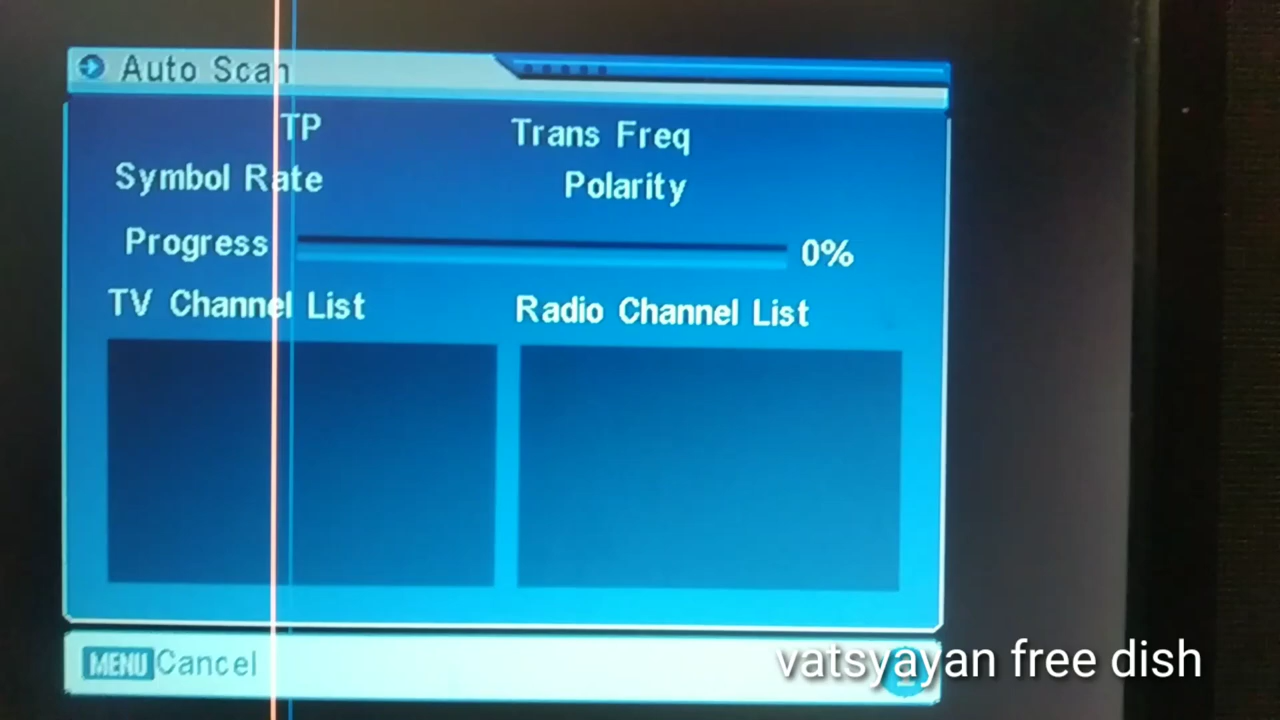 Auto Scan
TP Trans Freq
Symbol Rate Polarity
Progress 0%
TV Channel List Radio Channel List
MENU Cancel
vatsyayan free dish